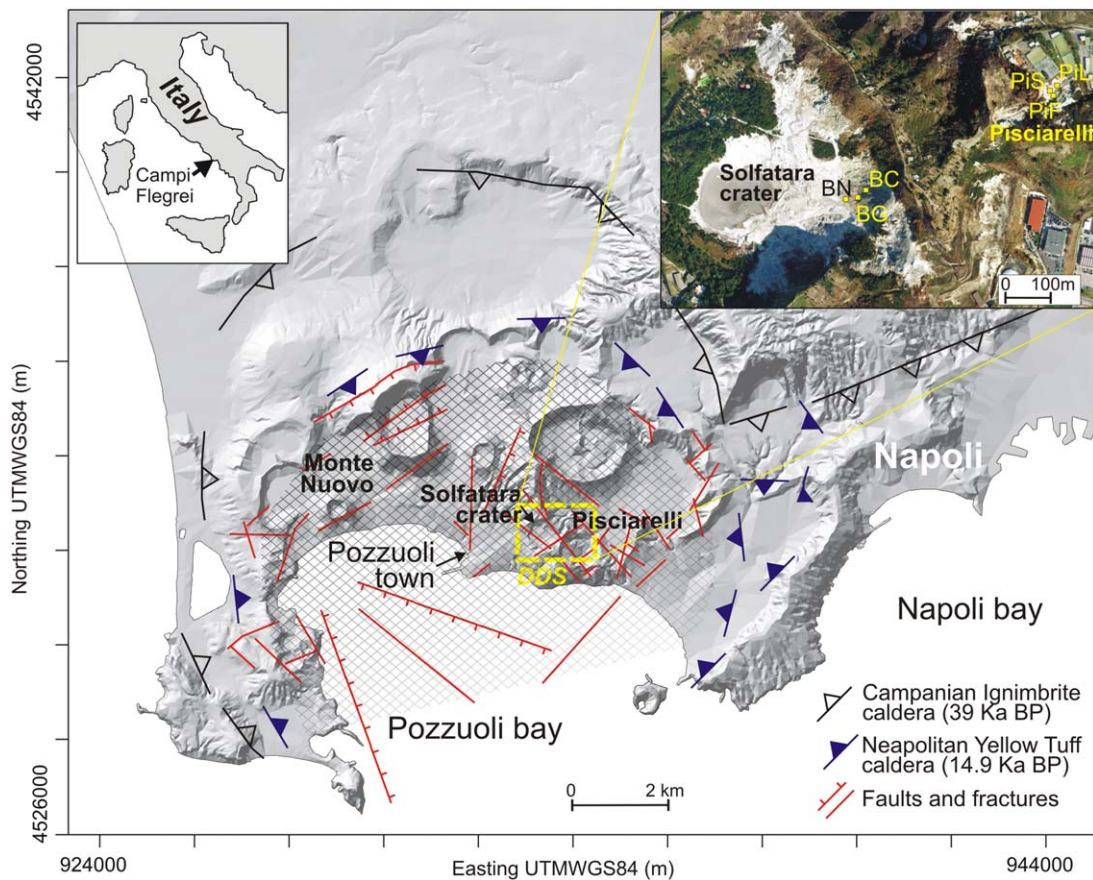 4542000
Northing UTMWGS84 (m)
4526000
924000
Easting UTMWGS84 (m)
944000
Italy
Campi
Flegrei
PiS
PiL
PiF
Pisciarelli
Solfatara
crater
BN
BC
BG
0
100m
Monte
Nuovo
Solfatara
crater
Pisciarelli
Pozzuoli
town
DDS
Napoli
Napoli bay
Pozzuoli bay
0
2 km
Campanian Ignimbrite
caldera (39 Ka BP)
Neapolitan Yellow Tuff
caldera (14.9 Ka BP)
Faults and fractures